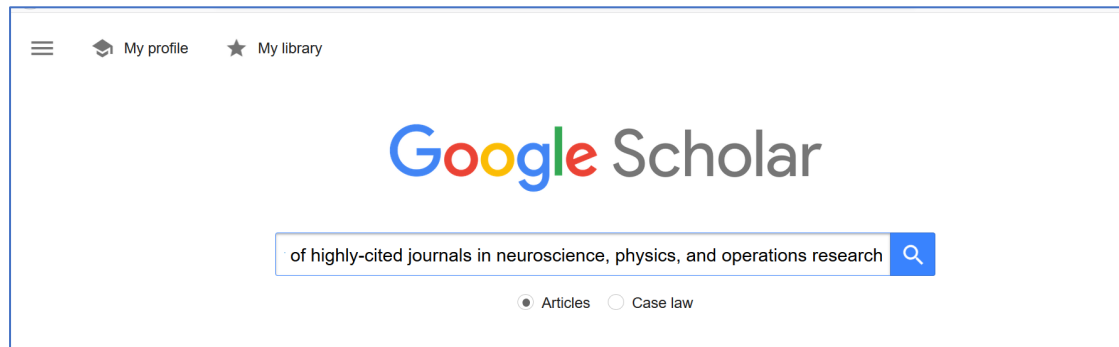 My profile My library
Google Scholar
of highly-cited journals in neuroscience, physics, and operations research
Articles Case law